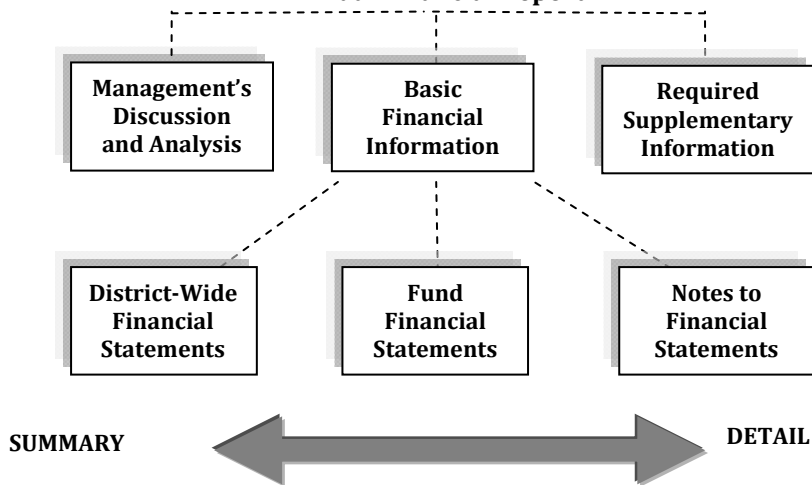 Management's
Discussion
and Analysis
Basic
Financial
Information
Required
Supplementary
Information
District-Wide
Financial
Statements
Fund
Financial
Statements
Notes to
Financial
Statements
SUMMARY
DETAIL